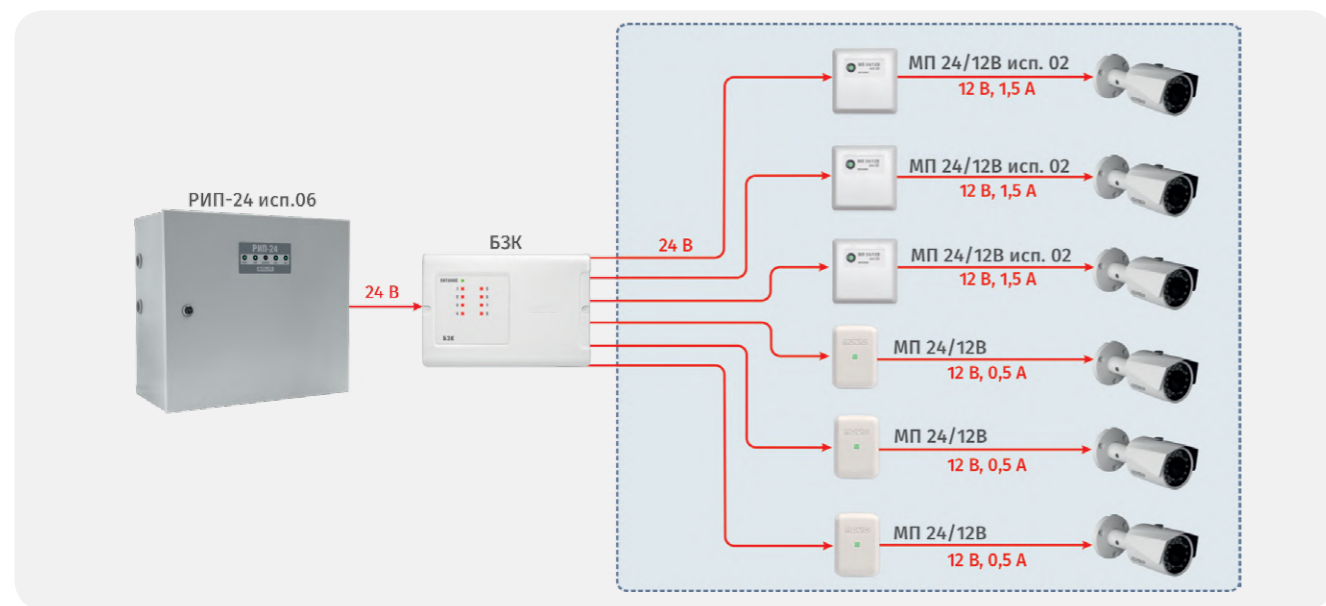 МП 24/12В исп. 02
12 В, 1,5 А
МП 24/12В исп. 02
12 В, 1,5 А
РИП-24 исп.06
РИП-24
БЗК
24 В
МП 24/12В исп. 02
12 В, 1,5 А
24 В
ПИТАНИЕ
БЗК
МП 24/12В
12 В, 0,5 А
МП 24/12В
12 В, 0,5 А
МП 24/12В
12 В, 0,5 А